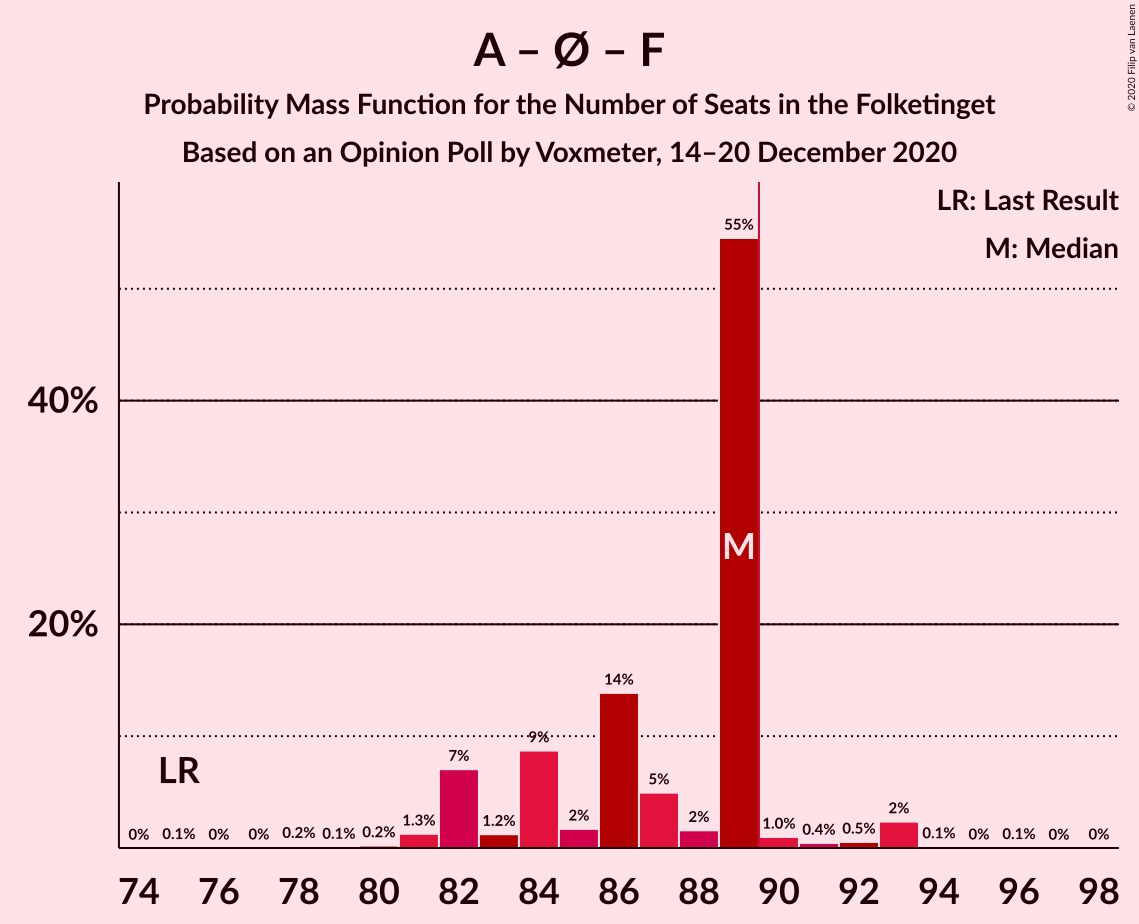 A – Ø – F
Probability Mass Function for the Number of Seats in the Folketinget
Based on an Opinion Poll by Voxmeter, 14–20 December 2020
© 2020 Filip van Laenen
LR: Last Result
M: Median
55%
40%
M
20%
14%
9%
7%
5%
LR
0% 0.1% 0% 0% 0.2% 0.1% 0.2% 1.3% 1.2% 2% 2% 1.0% 0.4% 0.5% 2% 0.1% 0% 0.1% 0% 0%
74 76 78 80 82 84 86 88 90 92 94 96 98